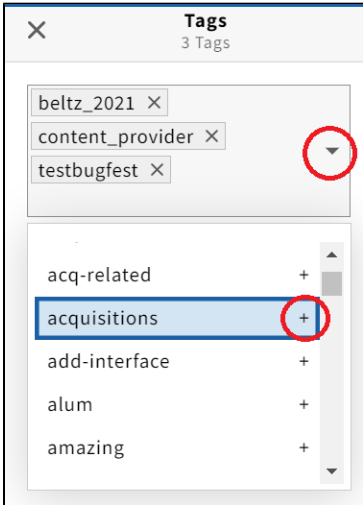 Tags
3 Tags
beltz_2021 ×
content_provider ×
testbugfest ×
acq-related +
acquisitions +
add-interface +
alum +
amazing +